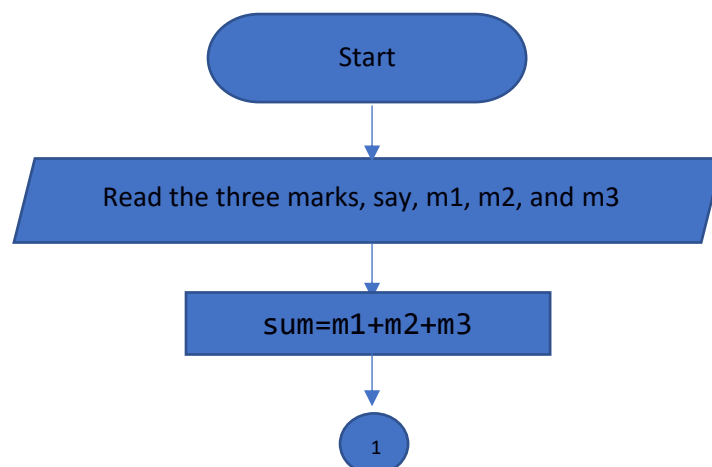 Start
Read the three marks, say, m1, m2, and m3
sum=m1+m2+m3
1